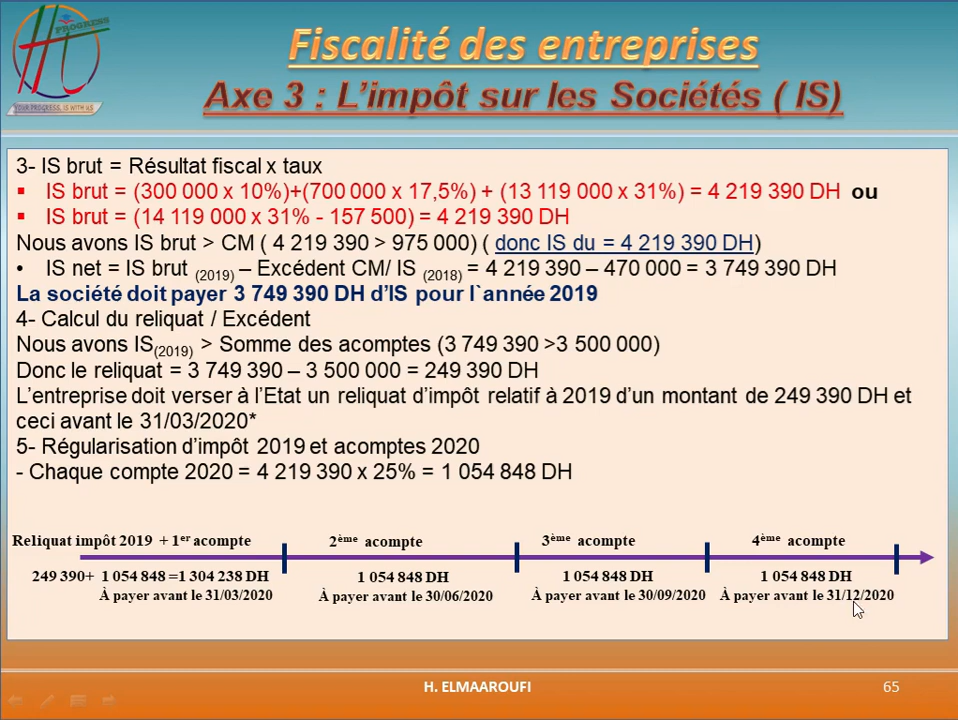 PROGRESS
YOUR PROGRESS, IS WITH US
Fiscalité des entreprises
Axe 3 : L'impôt sur les Sociétés ( IS)
3- IS brut = Résultat fiscal x taux
▪ IS brut = (300 000 x 10%)+(700 000 x 17,5%) + (13 119 000 x 31%) = 4 219 390 DH ou
▪ IS brut = (14 119 000 x 31% - 157 500) = 4 219 390 DH
Nous avons IS brut > CM ( 4 219 390 > 975 000) ( donc IS du = 4 219 390 DH)
• IS net = IS brut (2019) – Excédent CM/ IS (2018) = 4 219 390 – 470 000 = 3 749 390 DH
La société doit payer 3 749 390 DH d'IS pour l`année 2019
4- Calcul du reliquat / Excédent
Nous avons IS(2019) > Somme des acomptes (3 749 390 >3 500 000)
Donc le reliquat = 3 749 390 – 3 500 000 = 249 390 DH
L'entreprise doit verser à l'Etat un reliquat d'impôt relatif à 2019 d'un montant de 249 390 DH et
ceci avant le 31/03/2020*
5- Régularisation d'impôt 2019 et acomptes 2020
- Chaque compte 2020 = 4 219 390 x 25% = 1 054 848 DH
Reliquat impôt 2019 + 1er acompte 2ème acompte 3ème acompte 4ème acompte
249 390+ 1 054 848 =1 304 238 DH 1 054 848 DH 1 054 848 DH 1 054 848 DH
À payer avant le 31/03/2020 À payer avant le 30/06/2020 À payer avant le 30/09/2020 À payer avant le 31/12/2020
H. ELMAAROUFI 65